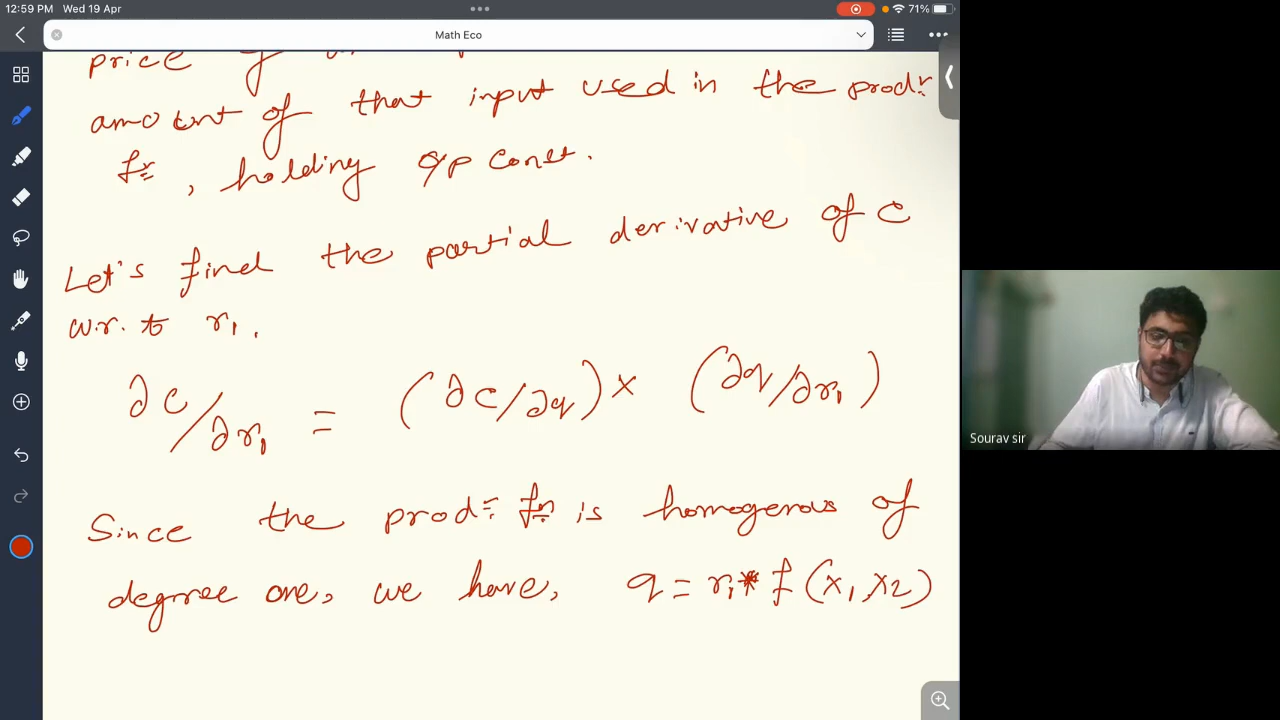 12:59 PM Wed 19 Apr
71%
Math Eco
price of
amount of that input used in the prodn
fn, holding o/p const.
Let's find the partial derivative of C
w.r. to r1.
∂C/∂r1 = (∂C/∂q) × (∂q/∂r1)
Since the prodn fn is homogenous of
degree one, we have, q = r1* f (x1, x2)
Sourav sir